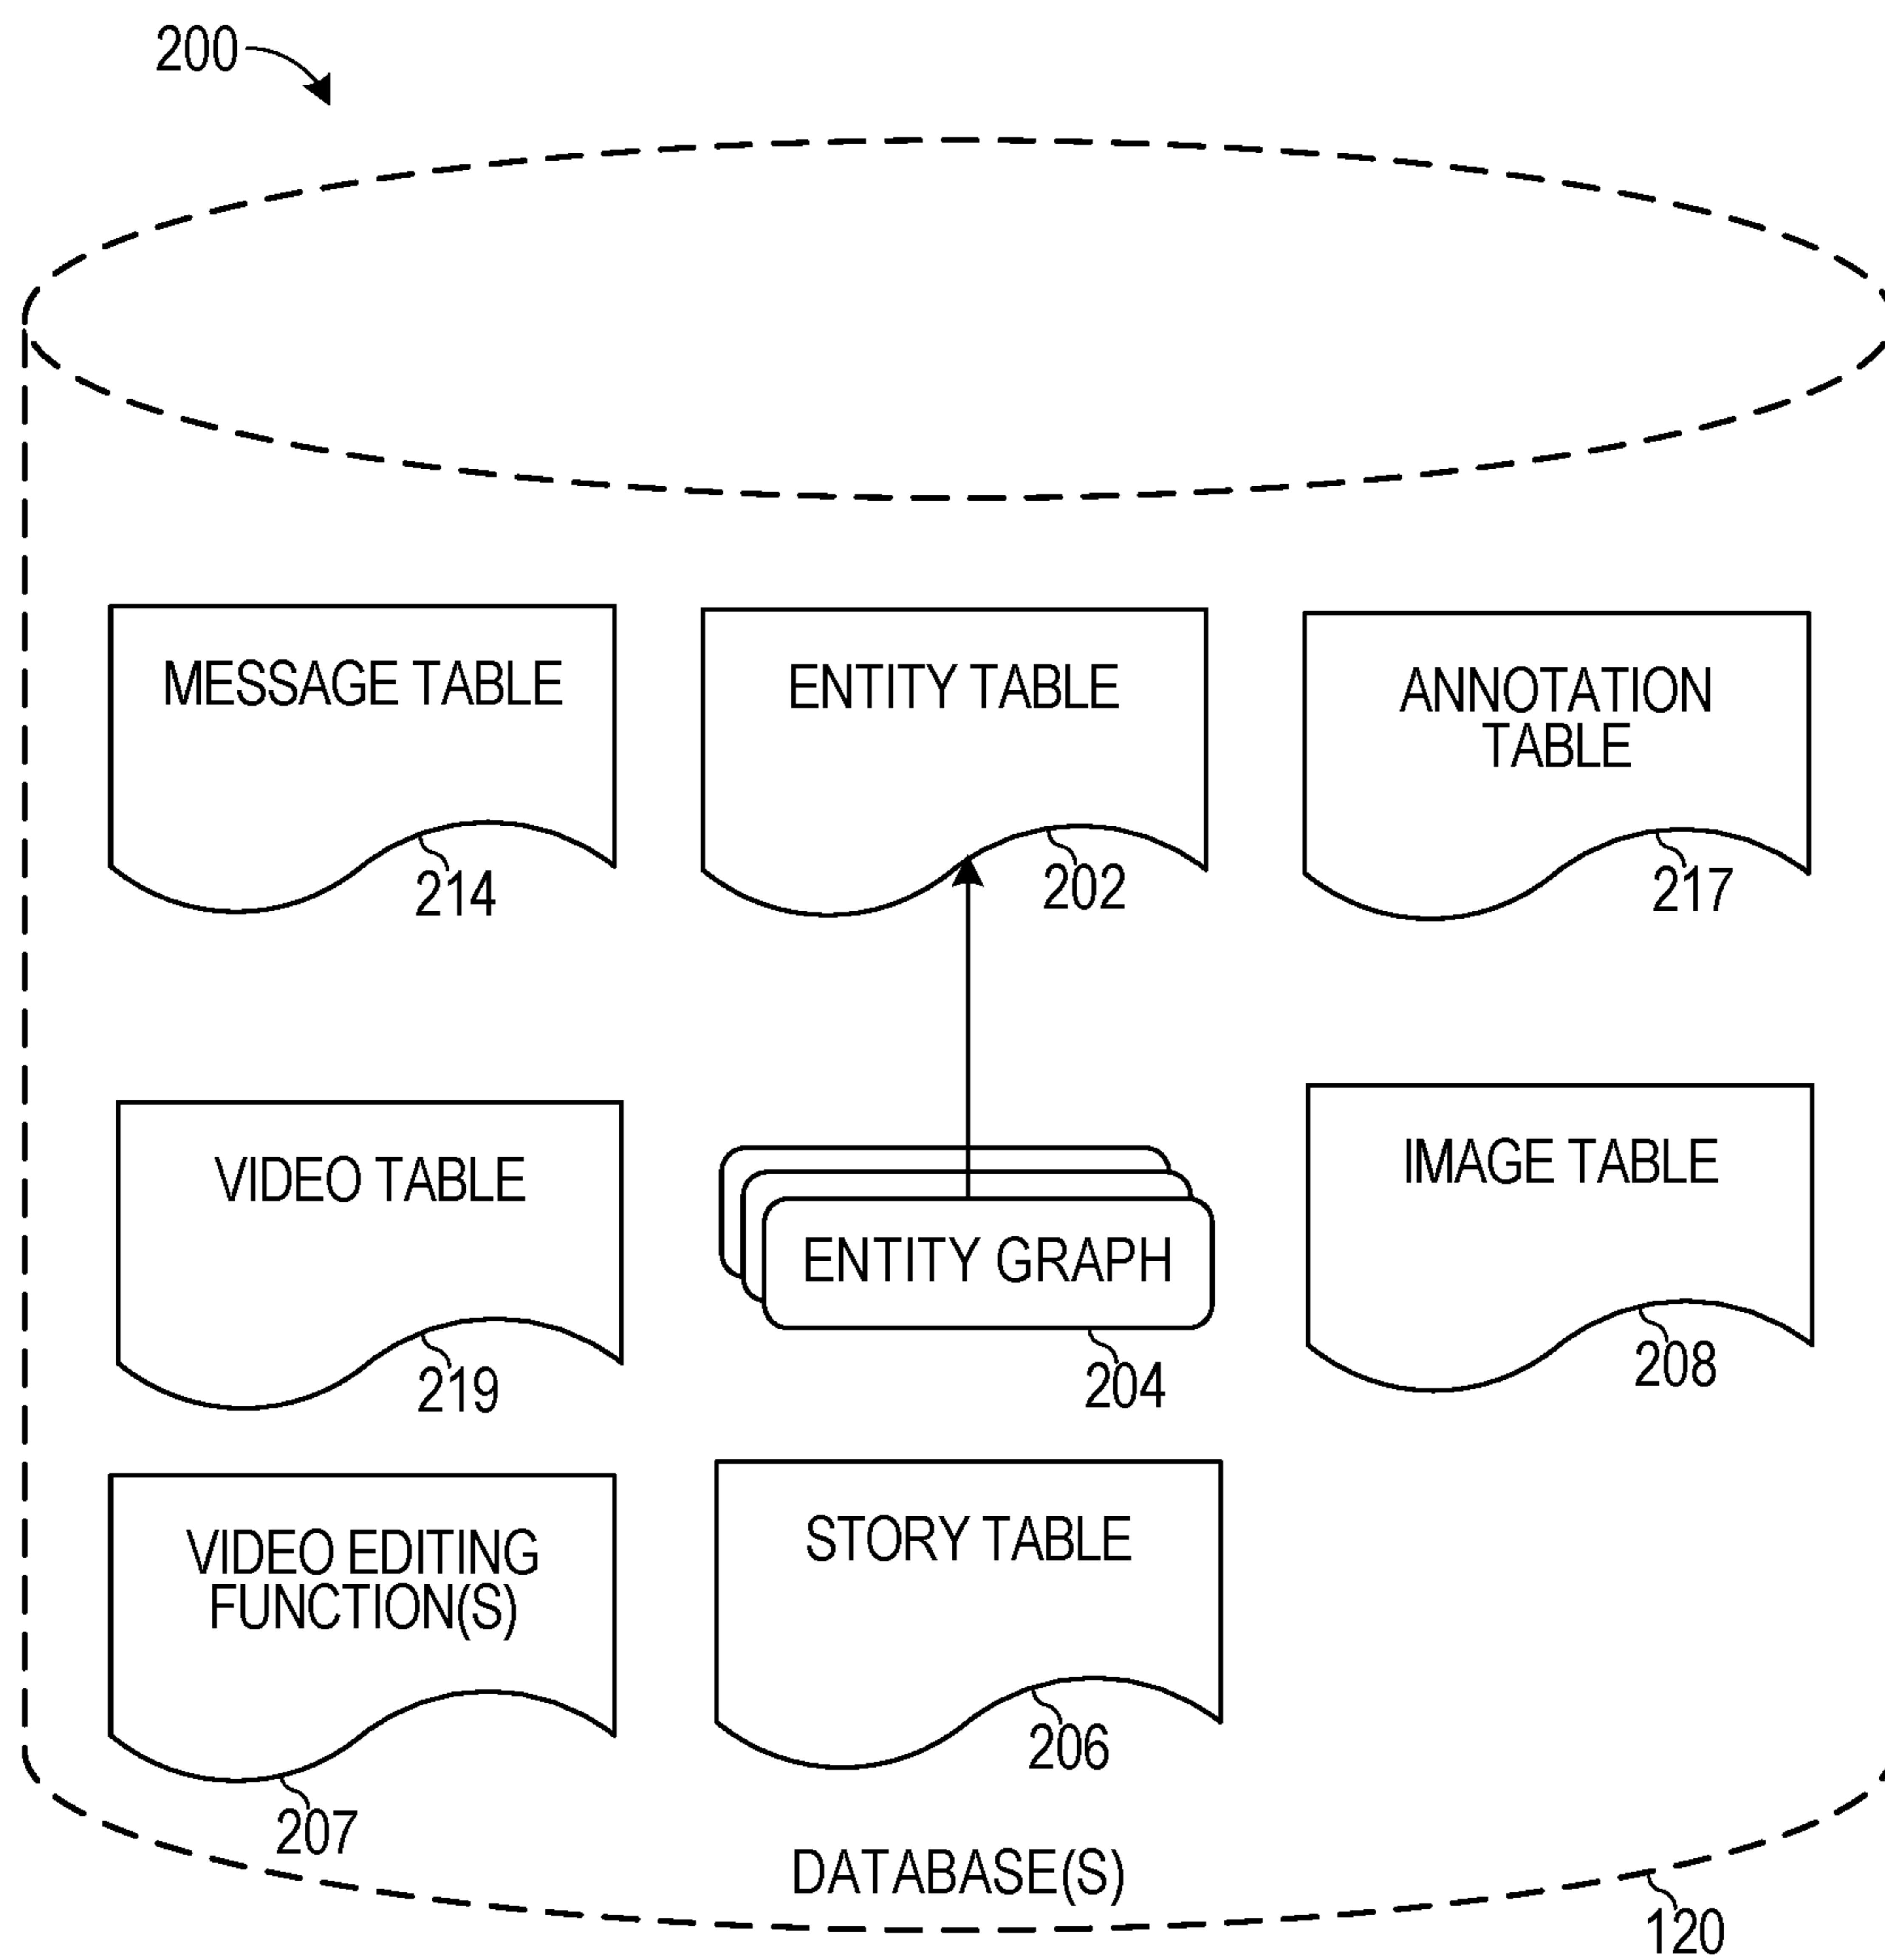 200
MESSAGE TABLE
214
ENTITY TABLE
202
ANNOTATION
TABLE
217
VIDEO TABLE
219
ENTITY GRAPH
204
IMAGE TABLE
208
VIDEO EDITING
FUNCTION(S)
207
STORY TABLE
206
DATABASE(S)
120